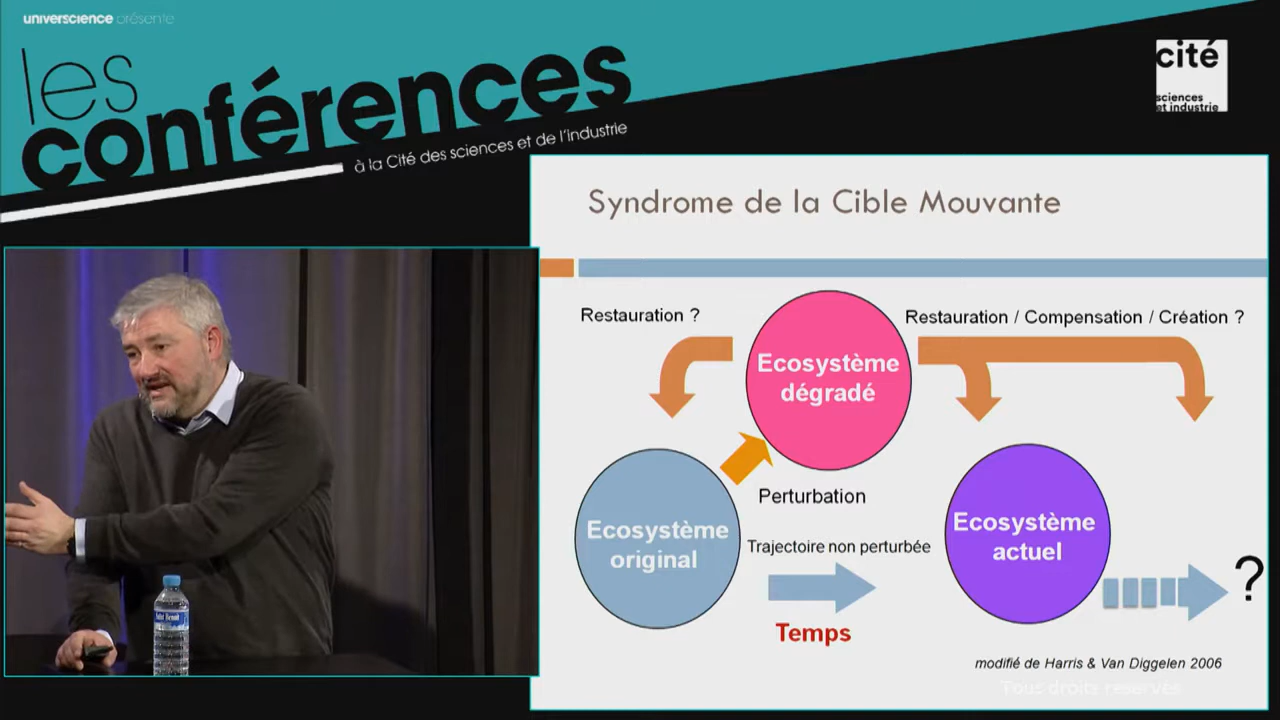 universcience présente
les
conférences
à la Cité des sciences et de l'industrie
cité
sciences
et industrie
Syndrome de la Cible Mouvante
Restauration ?
Restauration / Compensation / Création ?
Ecosystème
dégradé
Perturbation
Ecosystème
original
Trajectoire non perturbée
Temps
Ecosystème
actuel
?
modifié de Harris & Van Diggelen 2006
Tous droits réservés